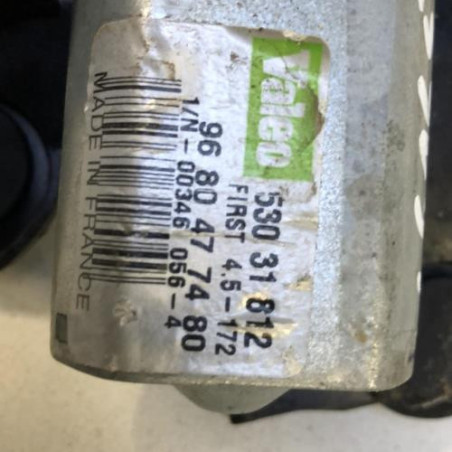 Valeo
530 31 812
FIRST 4.5-172
96 80 47 74 80
1/N - 00346 056-4
MADE IN FRANCE